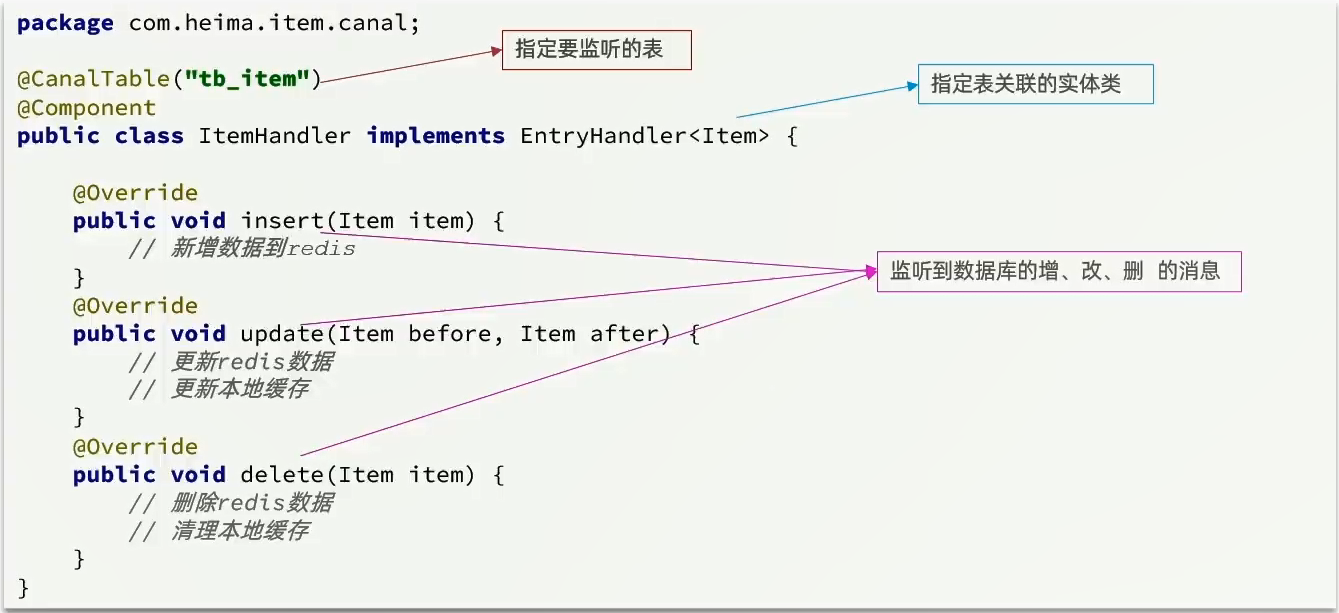 package com.heima.item.canal;
指定要监听的表
@CanalTable("tb_item")
指定表关联的实体类
@Component
public class ItemHandler implements EntryHandler<Item> {
@Override
public void insert(Item item) {
// 新增数据到redis
监听到数据库的增、改、删 的消息
}
@Override
public void update(Item before, Item after) {
// 更新redis数据
// 更新本地缓存
}
@Override
public void delete(Item item) {
// 删除redis数据
// 清理本地缓存
}
}